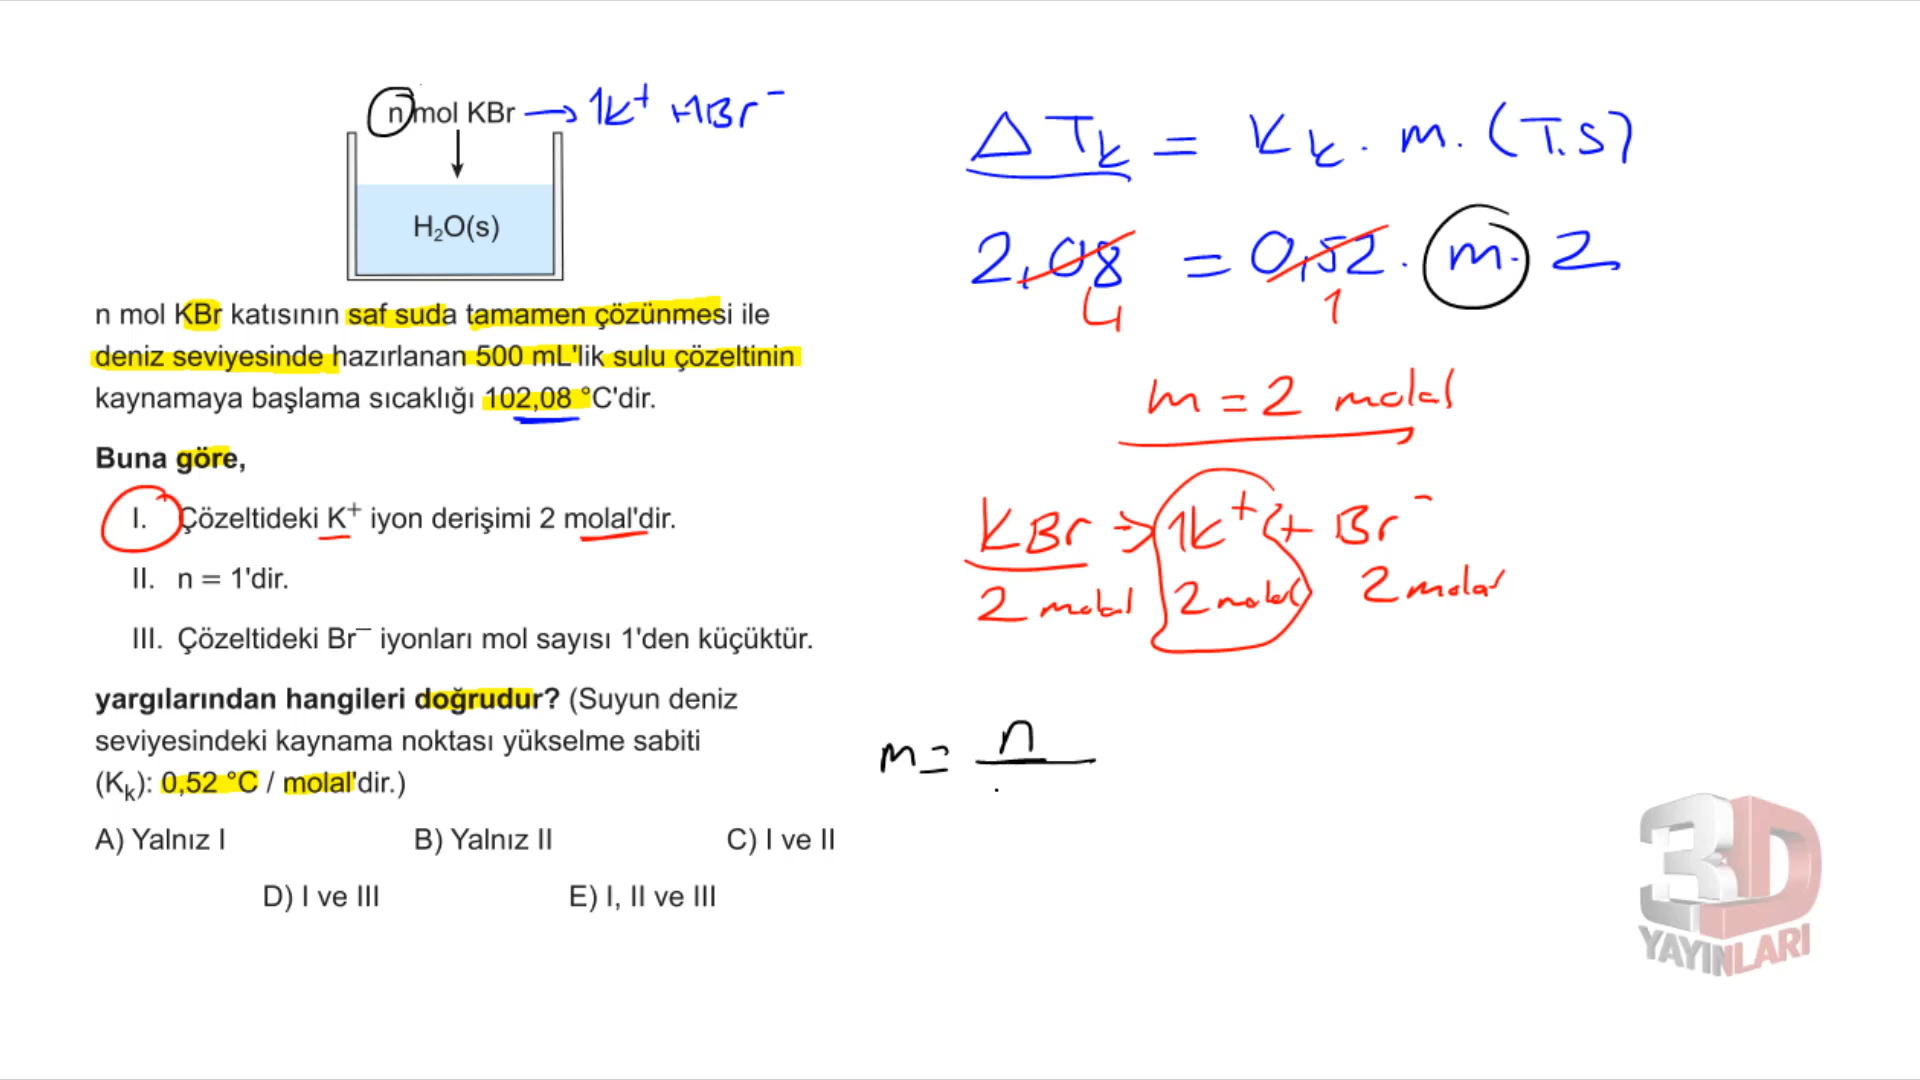 n mol KBr → 1K⁺ + 1Br⁻
H₂O(s)
n mol KBr katısının saf suda tamamen çözünmesi ile
deniz seviyesinde hazırlanan 500 mL'lik sulu çözeltinin
kaynamaya başlama sıcaklığı 102,08 °C'dir.
Buna göre,
I. Çözeltideki K⁺ iyon derişimi 2 molal'dir.
II. n = 1'dir.
III. Çözeltideki Br⁻ iyonları mol sayısı 1'den küçüktür.
yargılarından hangileri doğrudur? (Suyun deniz
seviyesindeki kaynama noktası yükselme sabiti
(Kₖ): 0,52 °C / molal'dir.)
A) Yalnız I B) Yalnız II C) I ve II
D) I ve III E) I, II ve III
ΔTₖ = Kₖ . m . (T.S)
2,08 = 0,52 . m . 2
4 1
m = 2 molal
KBr → 1K⁺ + Br⁻
2 molal 2 molal 2 molal
m = n
3D
YAYINLARI